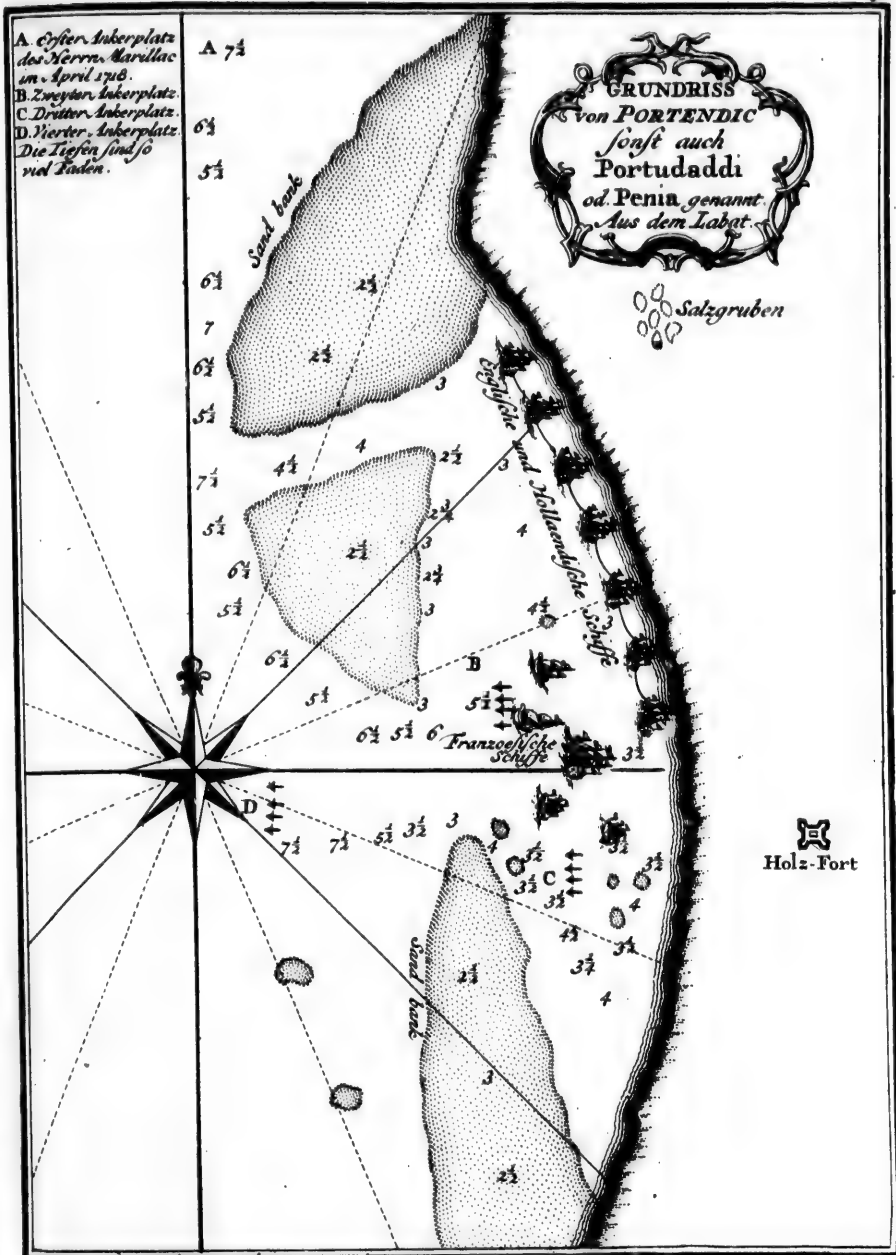 A. Erster Ankerplatz
des Herrn Marillac
im April 1718.
B. Zweyter Ankerplatz.
C. Dritter Ankerplatz.
D. Vierter Ankerplatz.
Die Tiefen sind so
viel Faden.
GRUNDRISS
von PORTENDIC
sonst auch
Portudaddi
od. Penia genannt.
Aus dem Labat.
A 7½
6½
5½
Sand bank
6½
7
6½
5½
2½
2½
3
Salzgruben
Englische und Hollaendische Schiffe
4
4½
2½
3
7½
5½
6½
5½
2½
3
2½
3
4
4½
3
6½
5½
B
5½
3
6½
5½
6
Franzoesische
Schiffe
3½
D
7½
7½
5½
3½
3
4
3½
3½
C
3½
3½
3½
4
4½
3½
3½
4
Holz-Fort
Sand bank
2½
3
2½